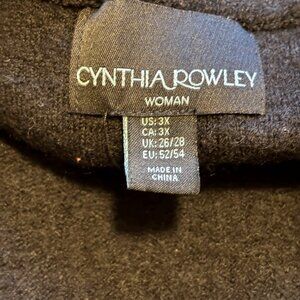 CYNTHIA ROWLEY
WOMAN
US: 3X
CA: 3X
UK: 26/28
EU: 52/54
MADE IN
CHINA